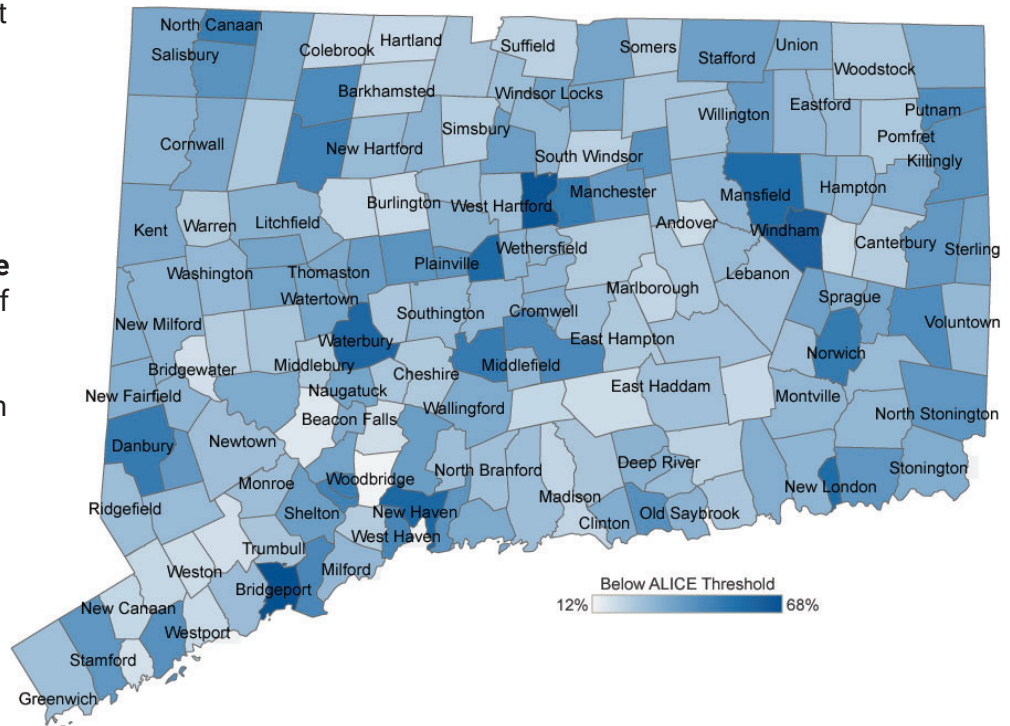 t
North Canaan
Hartland
Suffield
Somers
Union
Colebrook
Salisbury
Stafford
Woodstock
Barkhamsted
Windsor Locks
Eastford
Putnam
Willington
Simsbury
Pomfret
Cornwall
New Hartford
South Windsor
Killingly
Manchester
Mansfield
Hampton
Burlington
West Hartford
Kent
Warren
Litchfield
Andover
Windham
Canterbury
Wethersfield
Sterling
e
Plainville
Washington
Thomaston
Lebanon
f
Watertown
Marlborough
Sprague
Southington
Cromwell
New Milford
Voluntown
Waterbury
East Hampton
Norwich
Bridgewater
Middlebury
Middlefield
Cheshire
Naugatuck
East Haddam
New Fairfield
Montville
n
Wallingford
Beacon Falls
North Stonington
Danbury
Newtown
Deep River
North Branford
Stonington
Woodbridge
Monroe
New London
Madison
Ridgefield
Shelton
New Haven
Old Saybrook
Clinton
West Haven
Trumbull
Milford
Weston
Below ALICE Threshold
Bridgeport
12%
68%
New Canaan
Westport
Stamford
Greenwich